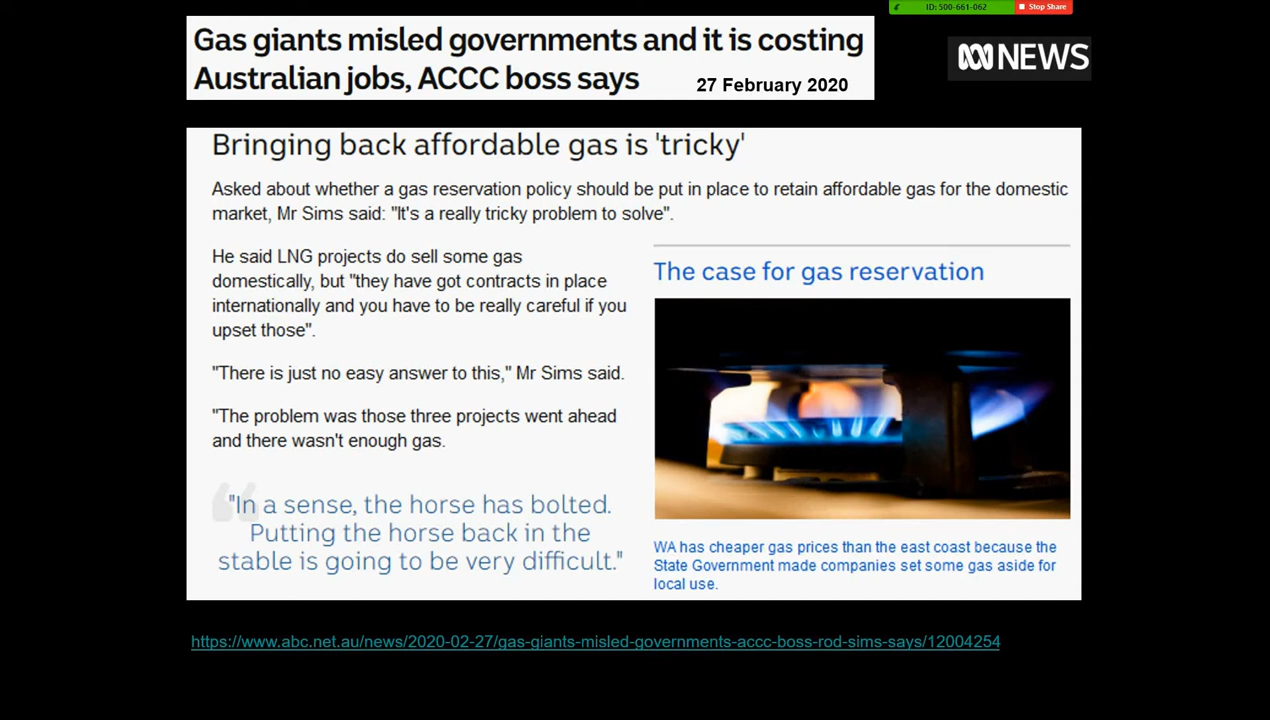 ID: 500-661-062
Stop Share
Gas giants misled governments and it is costing
Australian jobs, ACCC boss says
27 February 2020
NEWS
Bringing back affordable gas is 'tricky'
Asked about whether a gas reservation policy should be put in place to retain affordable gas for the domestic
market, Mr Sims said: "It's a really tricky problem to solve".
He said LNG projects do sell some gas
domestically, but "they have got contracts in place
internationally and you have to be really careful if you
upset those".
"There is just no easy answer to this," Mr Sims said.
"The problem was those three projects went ahead
and there wasn't enough gas.
"In a sense, the horse has bolted.
Putting the horse back in the
stable is going to be very difficult."
The case for gas reservation
WA has cheaper gas prices than the east coast because the
State Government made companies set some gas aside for
local use.
https://www.abc.net.au/news/2020-02-27/gas-giants-misled-governments-accc-boss-rod-sims-says/12004254